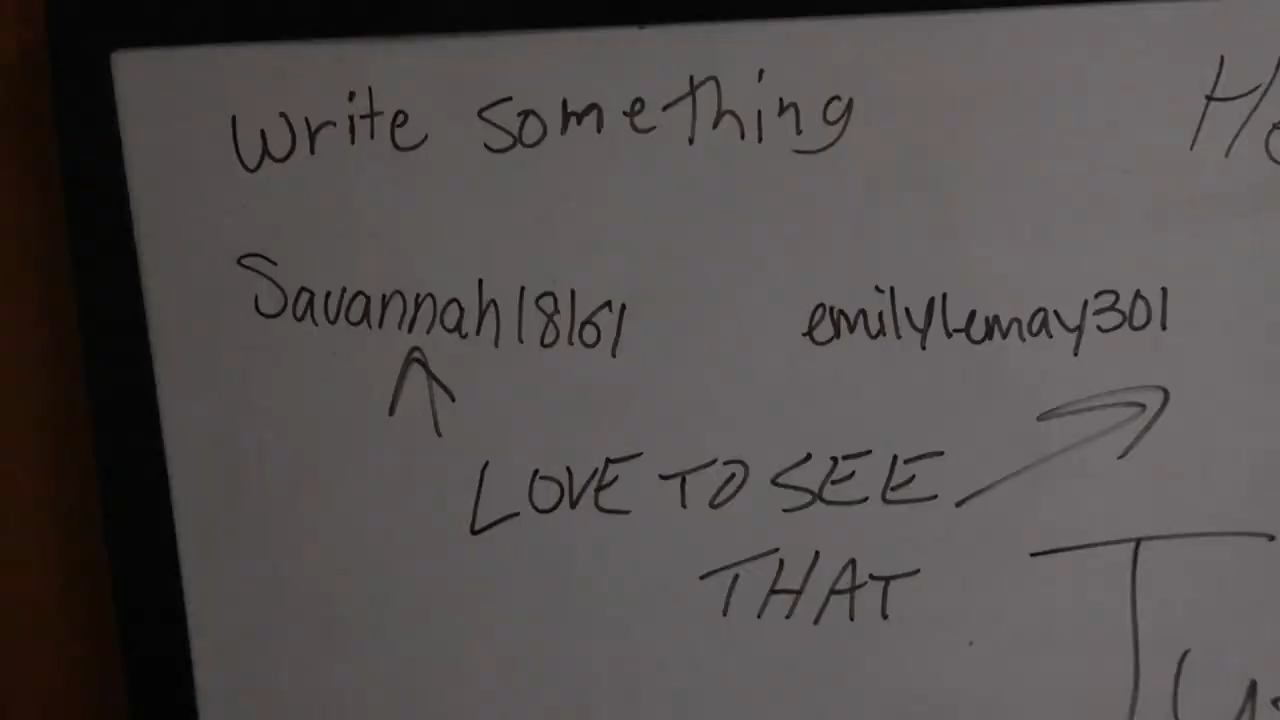 Write something
Savannah18161
emilylemay301
LOVE TO SEE
THAT